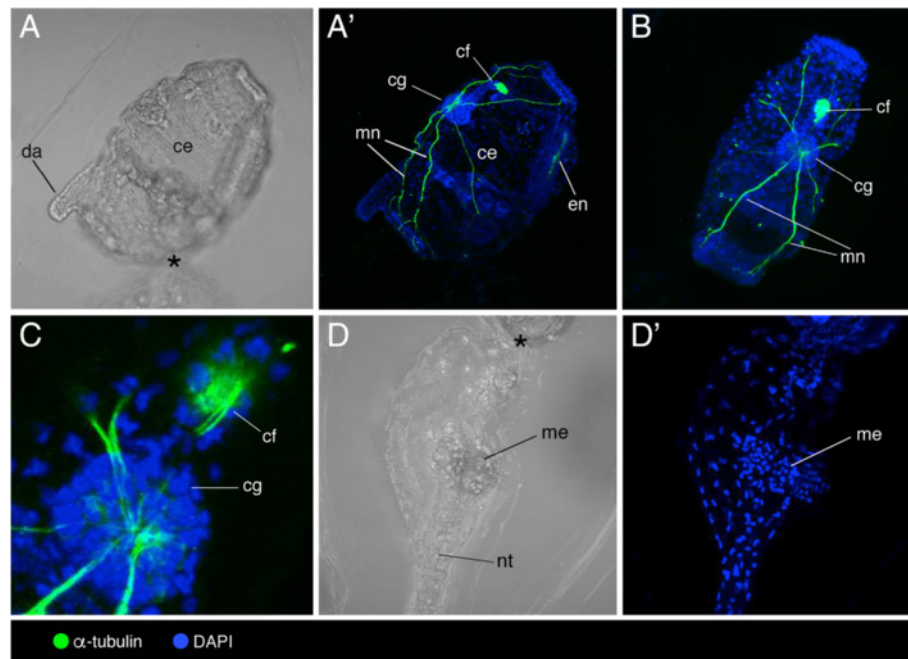 A
da
ce
*
A'
cf
cg
mn
ce
en
B
cf
cg
mn
C
cf
cg
D
*
me
nt
D'
me
α-tubulin
DAPI